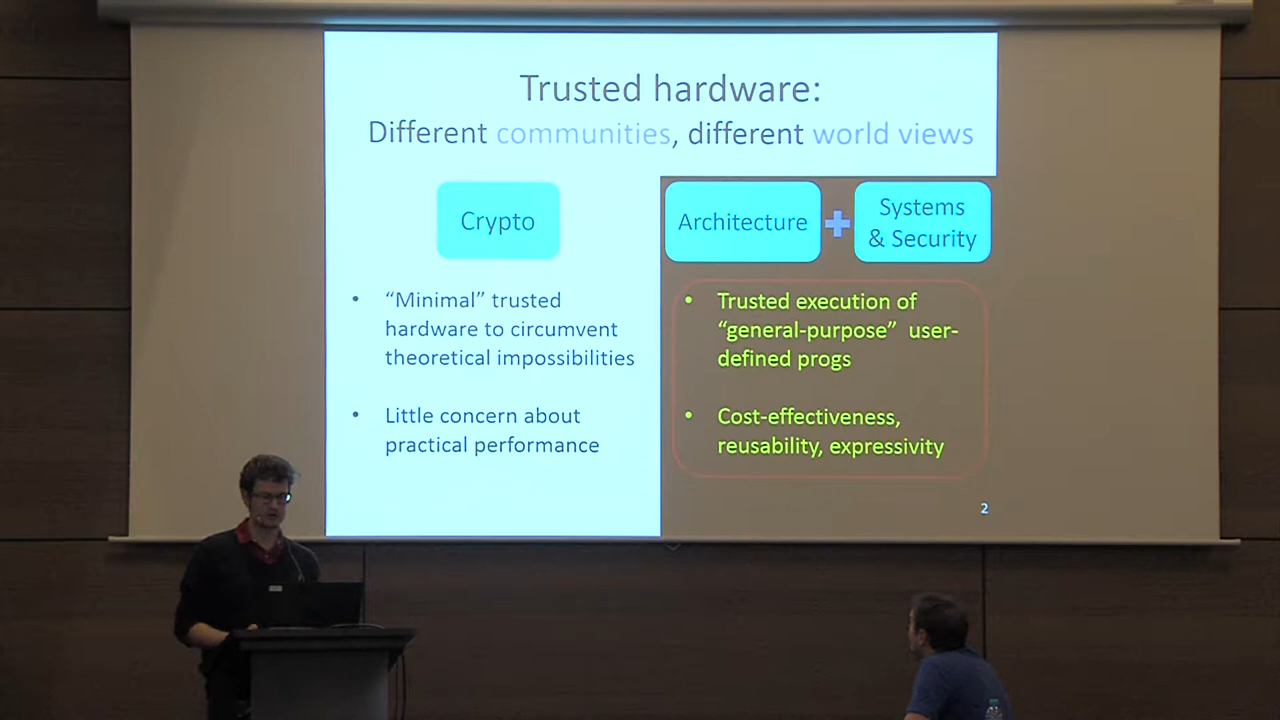 Trusted hardware:
Different communities, different world views
Crypto
• “Minimal” trusted
hardware to circumvent
theoretical impossibilities
• Little concern about
practical performance
Architecture + Systems
& Security
• Trusted execution of
“general-purpose” user-
defined progs
• Cost-effectiveness,
reusability, expressivity
2